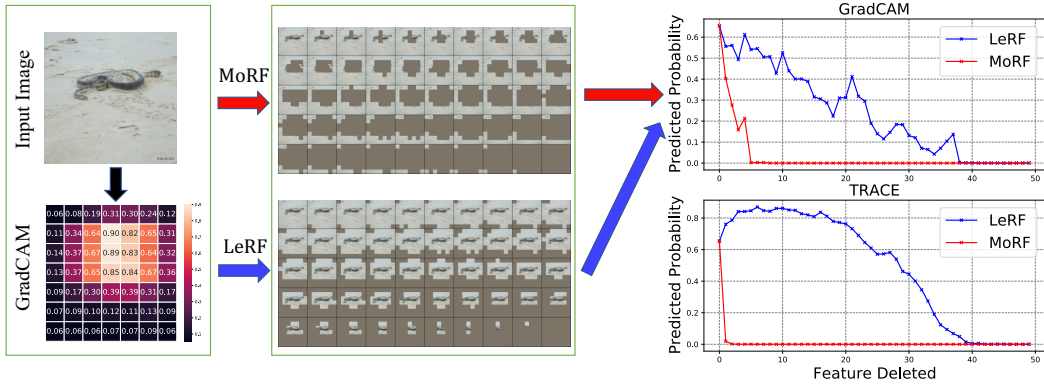 Input Image
GradCAM
0.06 0.08 0.19 0.31 0.30 0.24 0.12
0.11 0.34 0.64 0.90 0.82 0.65 0.31
0.14 0.37 0.67 0.89 0.83 0.67 0.32
0.13 0.37 0.65 0.85 0.84 0.67 0.36
0.39 0.39 0.31
0.07 0.09 0.10 0.12 0.11 0.13 0.09
0.06 0.06 0.06 0.07 0.07 0.09 0.06
MoRF
LeRF
GradCAM
Predicted Probability
0.6
0.5
0.4
0.3
0.2
0.1
0.0
0 10 20 30 40 50
LeRF
MoRF
TRACE
Predicted Probability
0.8
0.6
0.4
0.2
0.0
0 10 20 30 40 50
LeRF
MoRF
Feature Deleted